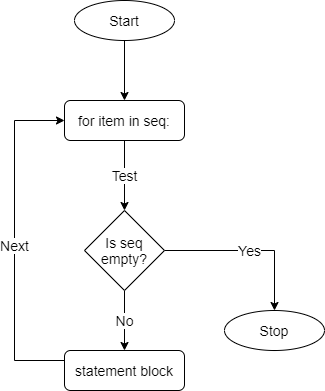 Start
for item in seq:
Test
Is seq
empty?
Yes
Next
No
Stop
statement block